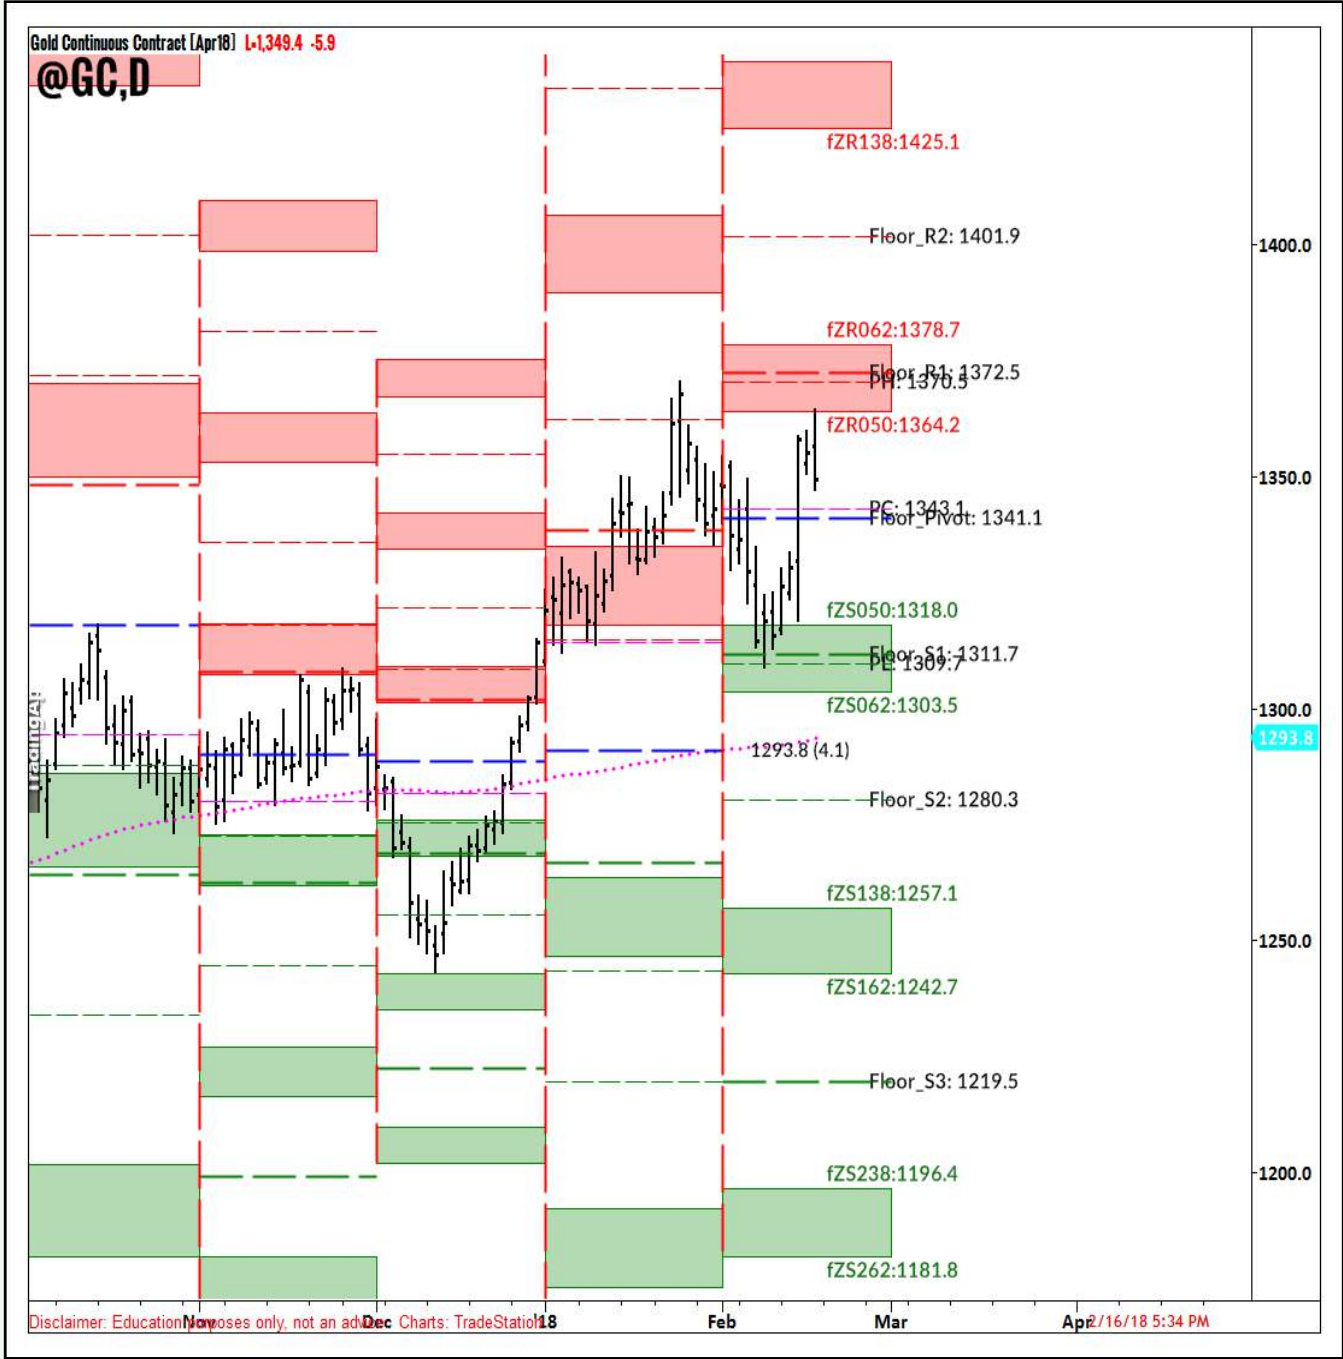 Gold Continuous Contract [Apr18] L=1,349.4 -5.9
@GC,D
fZR138:1425.1
Floor_R2: 1401.9
1400.0
fZR062:1378.7
Floor_R1: 1372.5
PH: 1370.5
fZR050:1364.2
1350.0
PC: 1343.1
Floor_Pivot: 1341.1
fZS050:1318.0
Floor_S1: 1311.7
PL: 1309.7
fZS062:1303.5
1300.0
1293.8
1293.8 (4.1)
Floor_S2: 1280.3
fZS138:1257.1
1250.0
fZS162:1242.7
Floor_S3: 1219.5
fZS238:1196.4
1200.0
fZS262:1181.8
Nov Dec '18 Feb Mar Apr
Disclaimer: Education purposes only, not an advice. Charts: TradeStation
2/16/18 5:34 PM